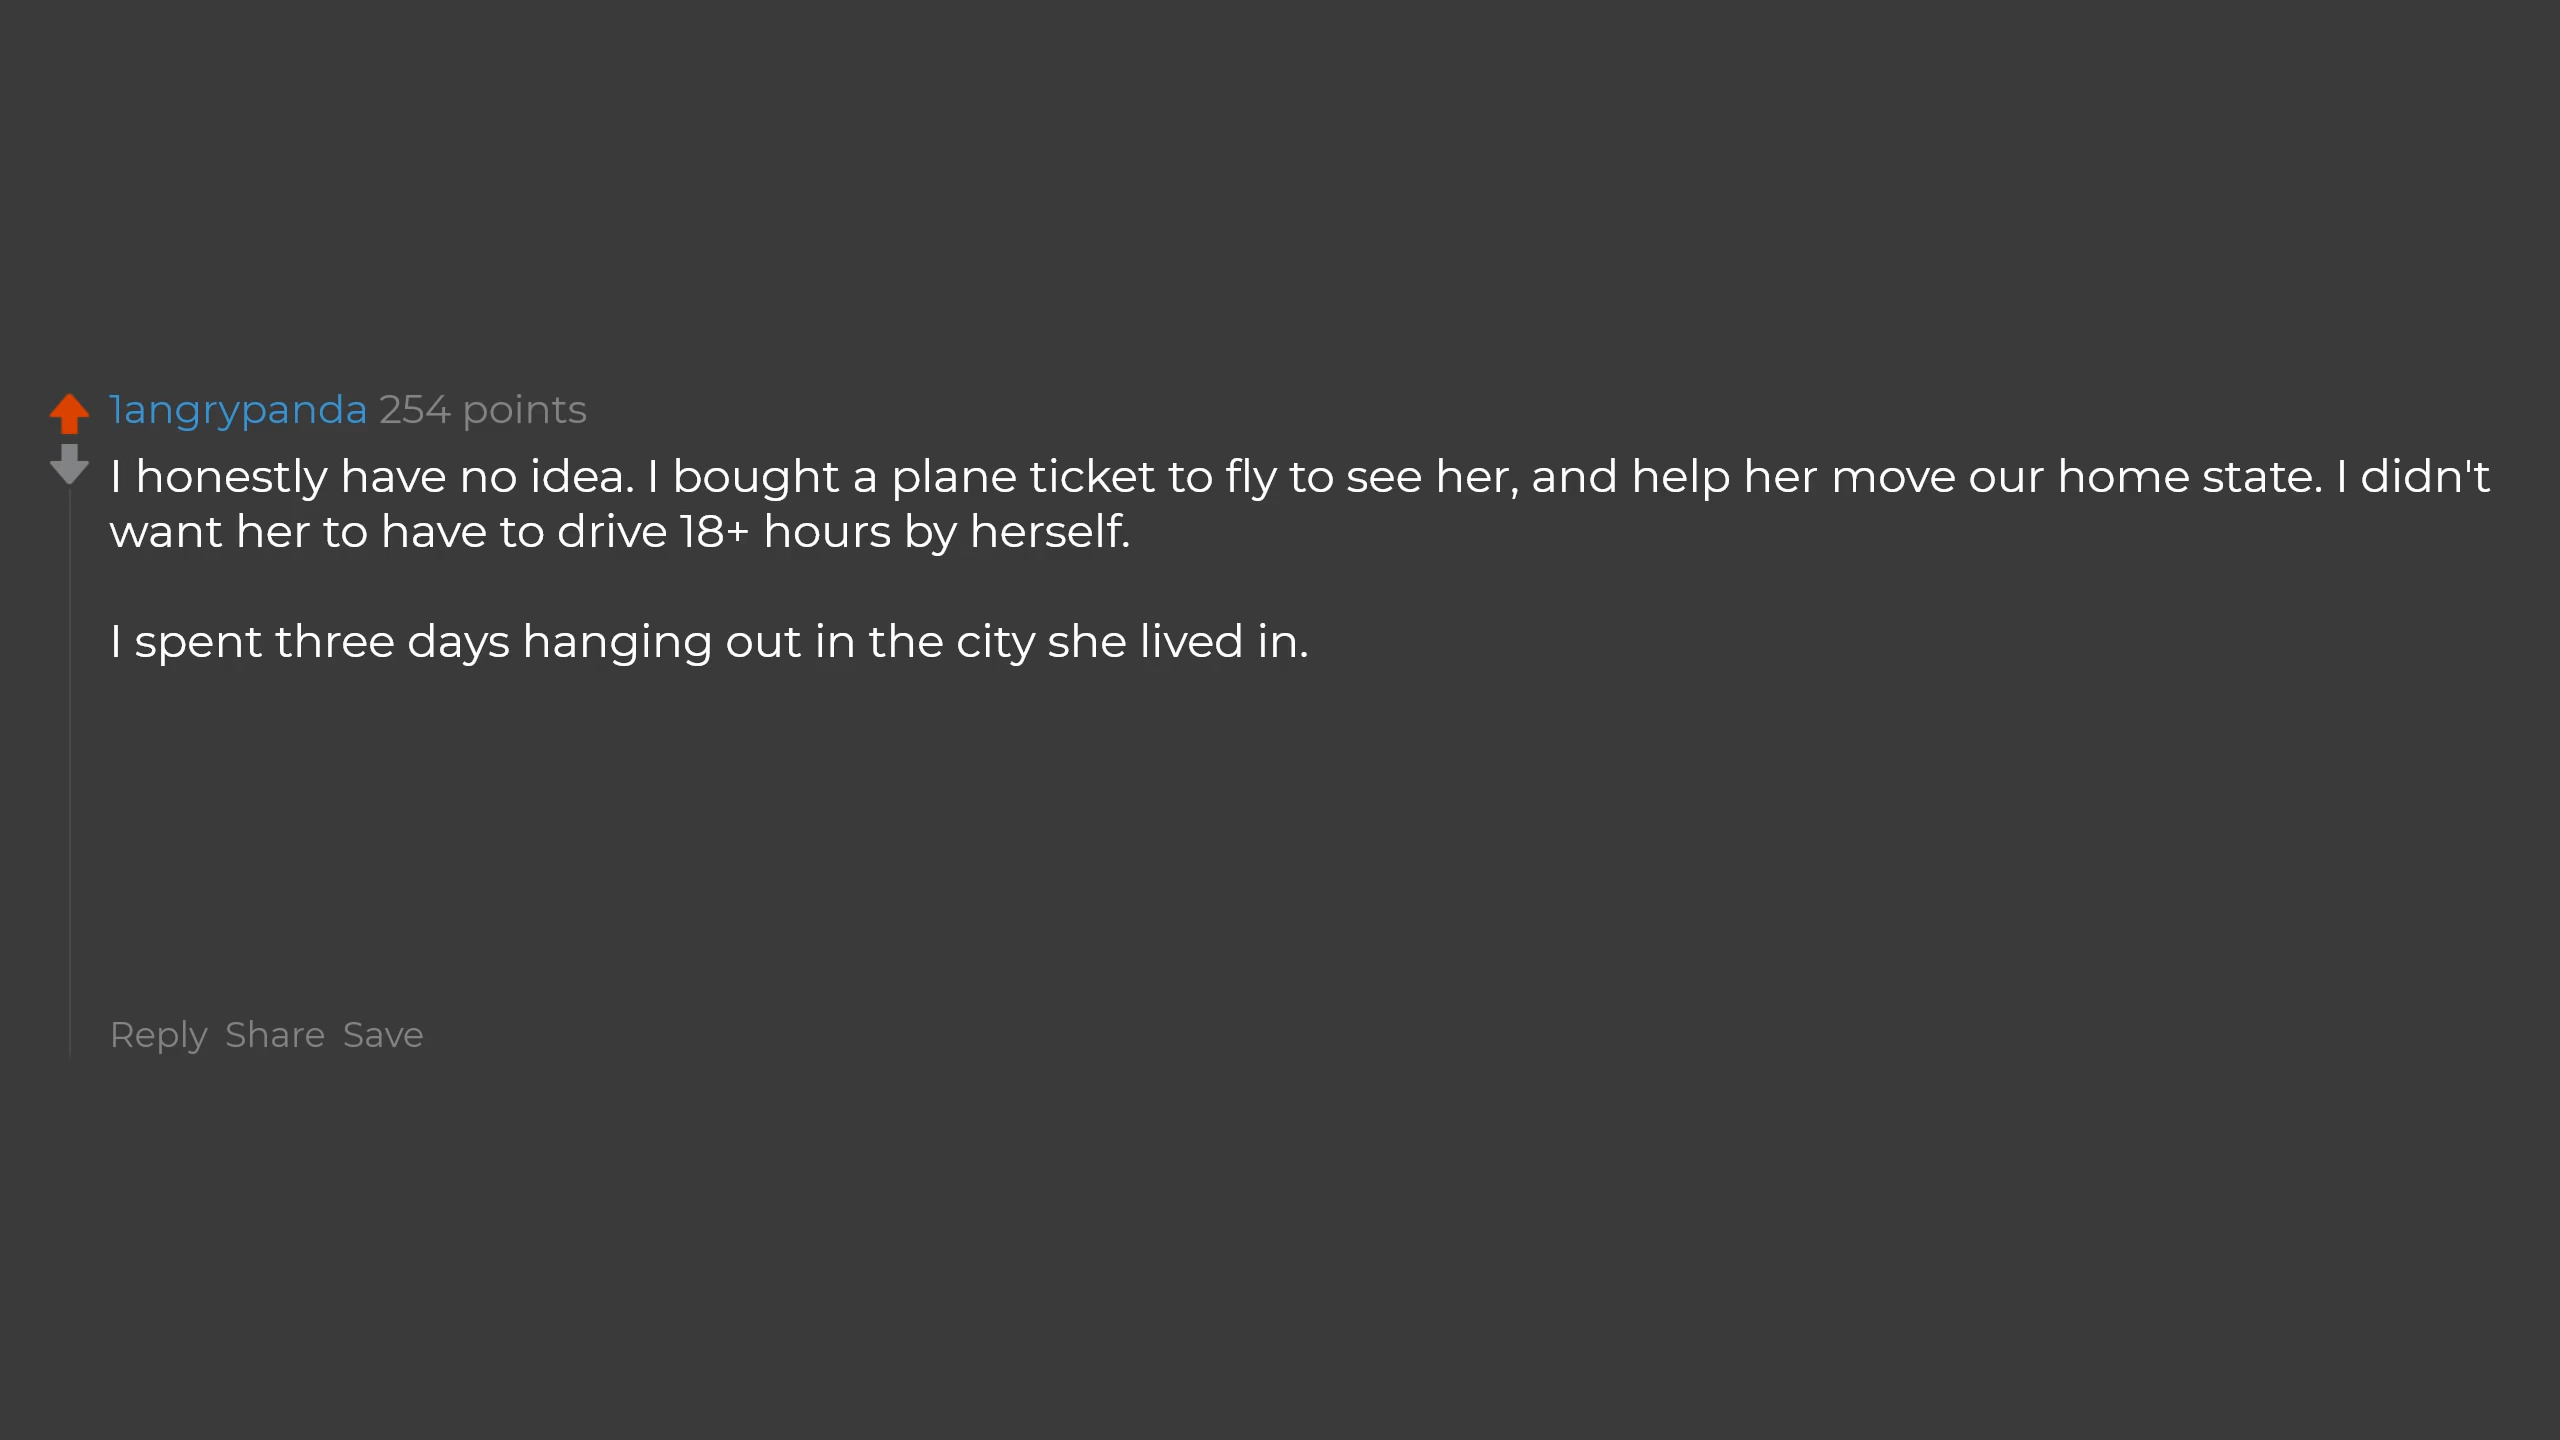 1angrypanda 254 points
I honestly have no idea. I bought a plane ticket to fly to see her, and help her move our home state. I didn't
want her to have to drive 18+ hours by herself.
I spent three days hanging out in the city she lived in.
Reply Share Save